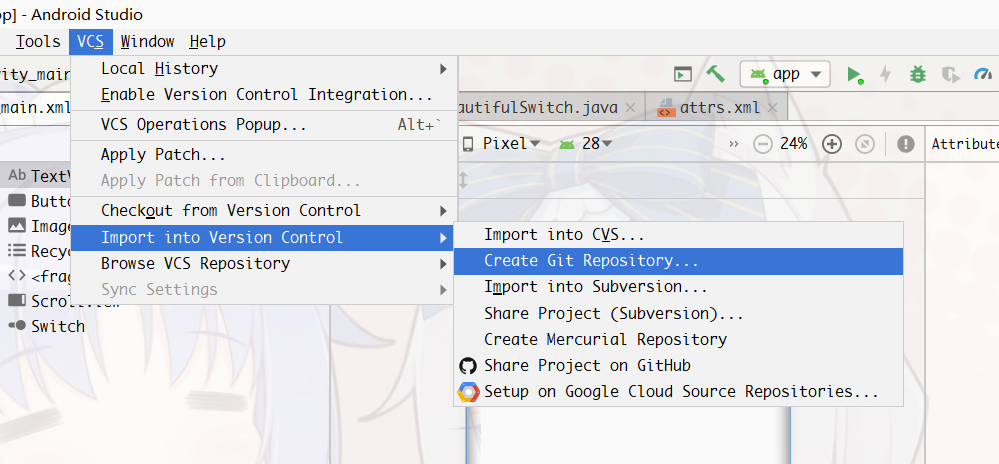 op] - Android Studio
Tools VCS Window Help
vity_main
Local History
Enable Version Control Integration...
app
_main.xml
autifulSwitch.java
attrs.xml
VCS Operations Popup... Alt+`
Pixel 28 >> 24% Attribute
Apply Patch...
Ab TextV
Apply Patch from Clipboard...
Butto
Checkout from Version Control
Image
Import into Version Control
Import into CVS...
Recyc
Browse VCS Repository
Create Git Repository...
<frag
Sync Settings
Import into Subversion...
Scroll
Share Project (Subversion)...
Switch
Create Mercurial Repository
Share Project on GitHub
Setup on Google Cloud Source Repositories...